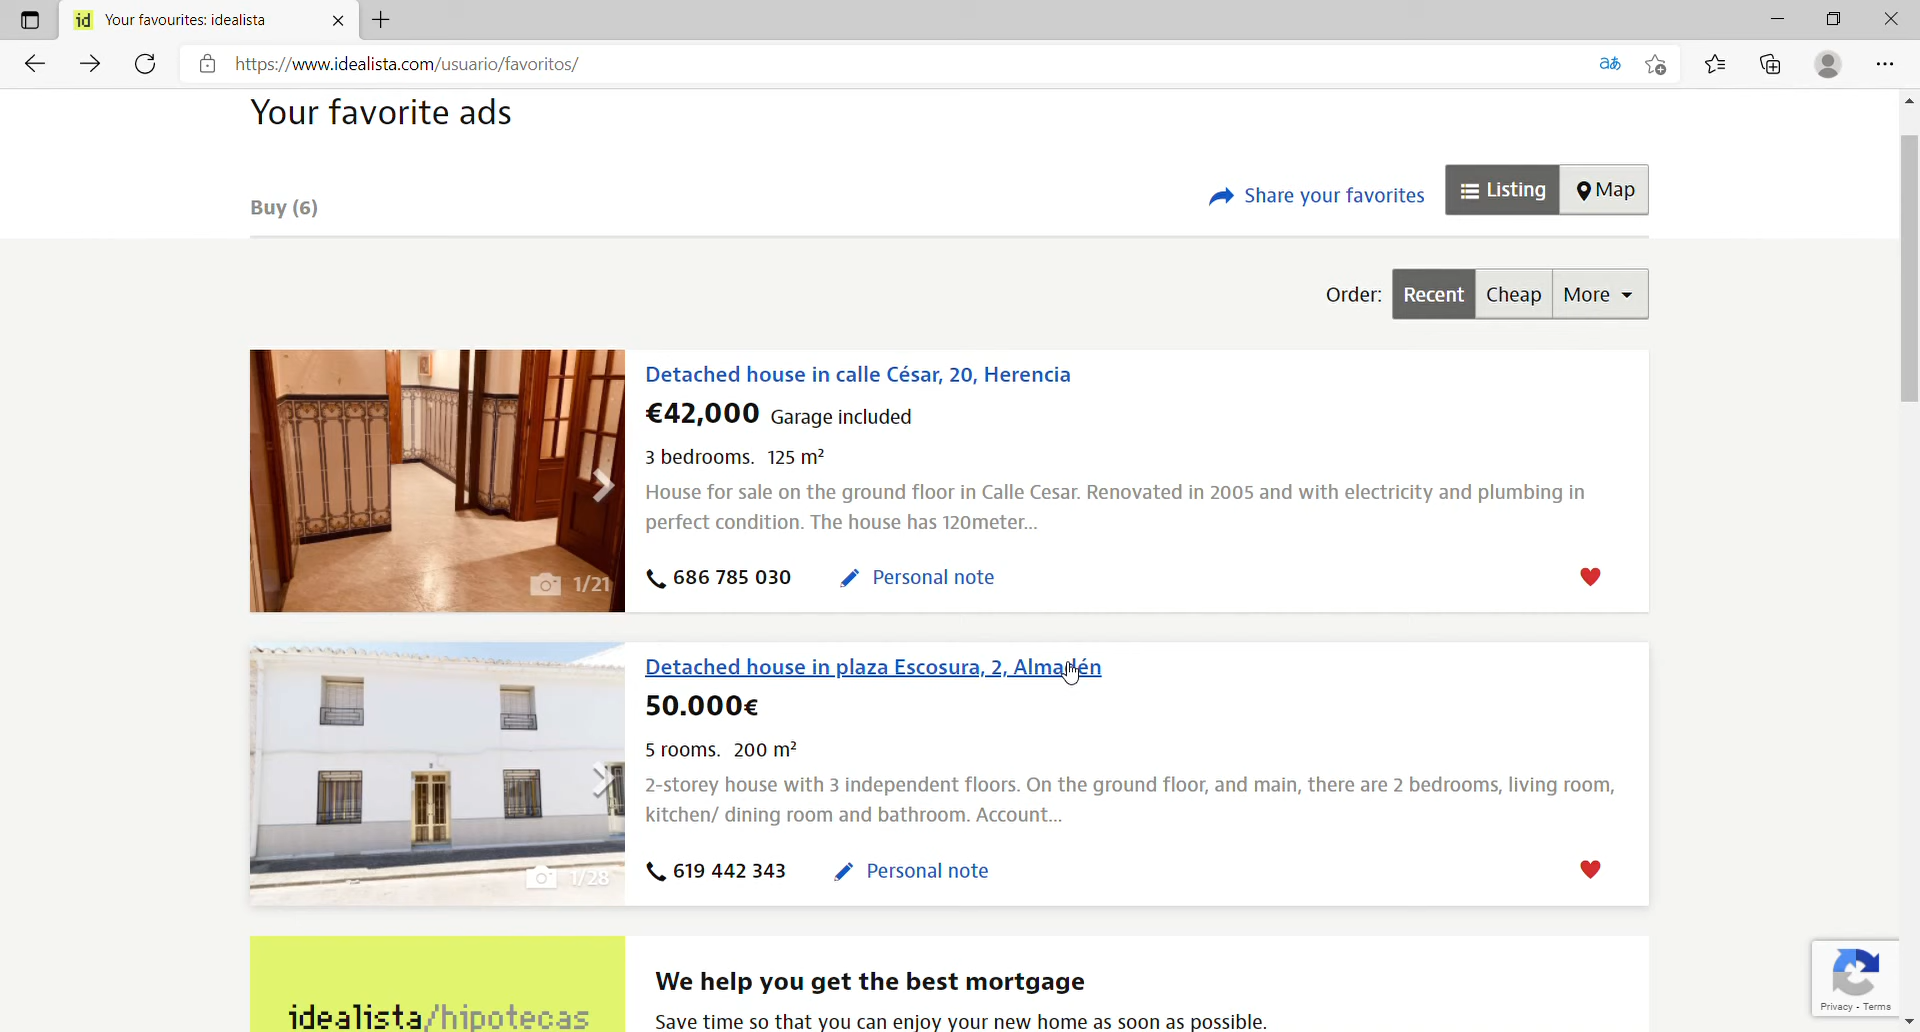 Your favourites: idealista
https://www.idealista.com/usuario/favoritos/
Your favorite ads
Buy (6)
Share your favorites
Listing
Map
Order:
Recent
Cheap
More
Detached house in calle César, 20, Herencia
€42,000 Garage included
3 bedrooms. 125 m²
House for sale on the ground floor in Calle Cesar. Renovated in 2005 and with electricity and plumbing in
perfect condition. The house has 120meter...
1/21
686 785 030
Personal note
Detached house in plaza Escosura, 2, Almadén
50.000€
5 rooms. 200 m²
2-storey house with 3 independent floors. On the ground floor, and main, there are 2 bedrooms, living room,
kitchen/ dining room and bathroom. Account...
1/28
619 442 343
Personal note
We help you get the best mortgage
idealista/hipotecas
Save time so that you can enjoy your new home as soon as possible.
Privacy - Terms